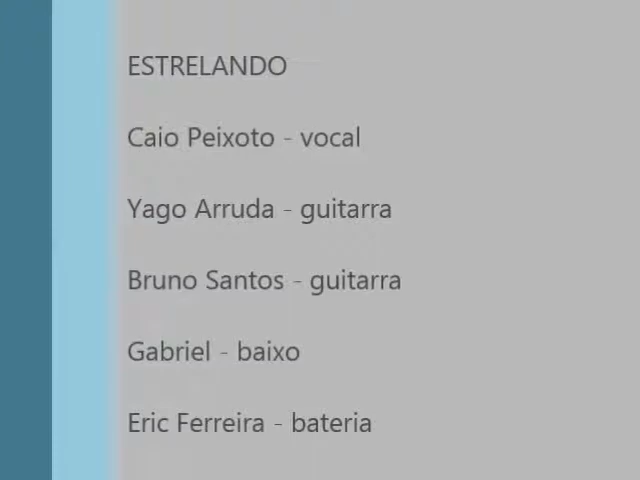 ESTRELANDO
Caio Peixoto - vocal
Yago Arruda - guitarra
Bruno Santos - guitarra
Gabriel - baixo
Eric Ferreira - bateria